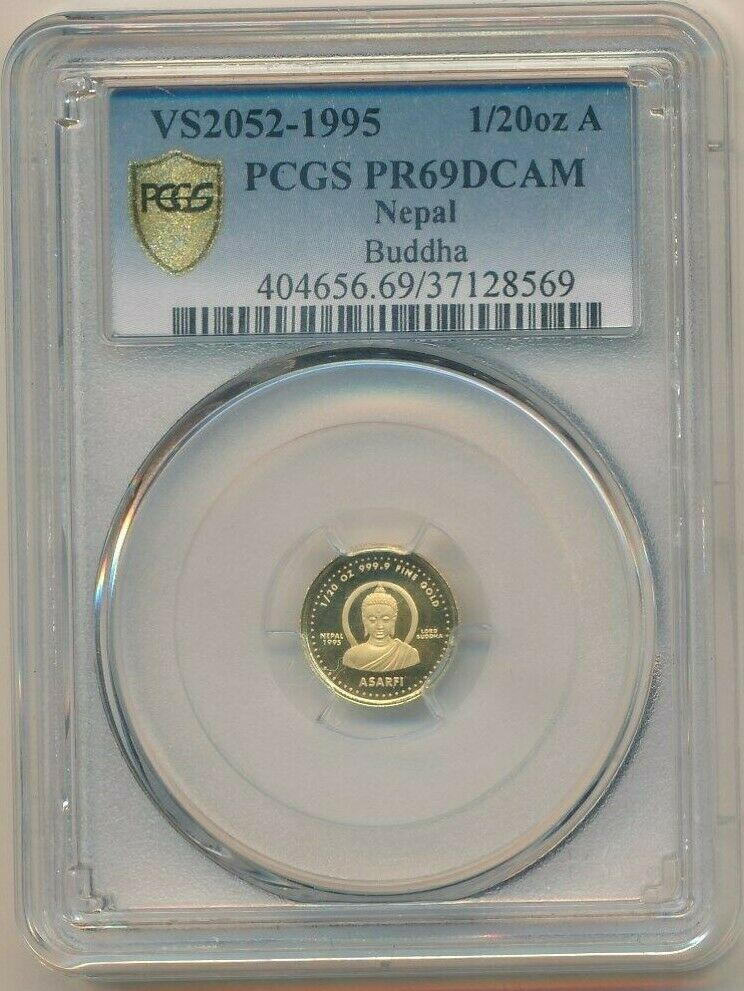 VS2052-1995 1/20oz A
PCGS PR69DCAM
Nepal
Buddha
404656.69/37128569
PCGS
1/20 OZ 999.9 FINE GOLD
NEPAL
1995
LORD
BUDDHA
ASARFI